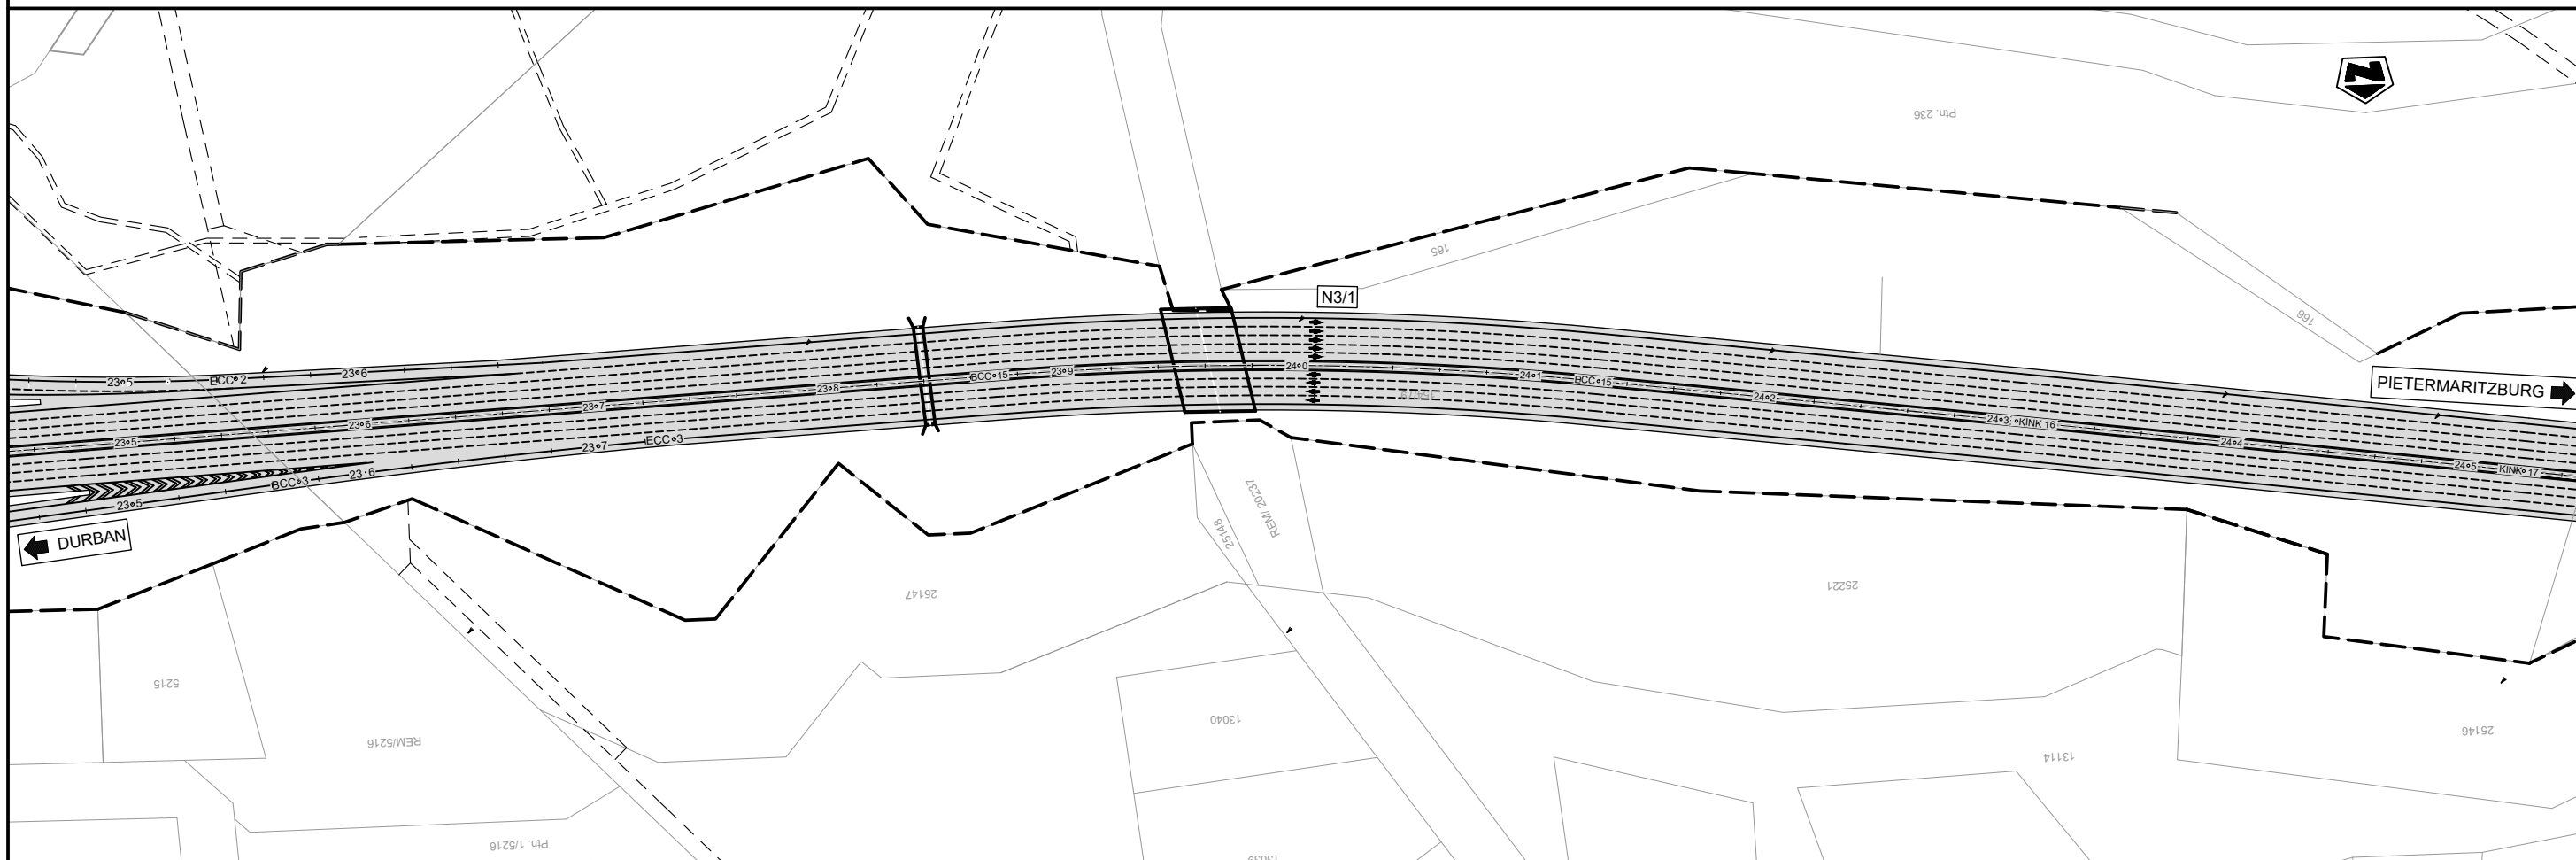 Ptn. 236
165
166
N3/1
PIETERMARITZBURG
23+5
BCC 2
23+6
23+5
23+6
23+7
23+8
BCC 15
23+9
24+0
24+1
BCC 15
24+2
24+3
KINK 16
24+4
24+5
KINK 17
23+5
BCC 3
23+6
23+7
ECC 3
DURBAN
25148
REM/ 20237
25147
25221
5215
REM/5216
13040
13114
25146
Ptn. 1/5216
13039
N